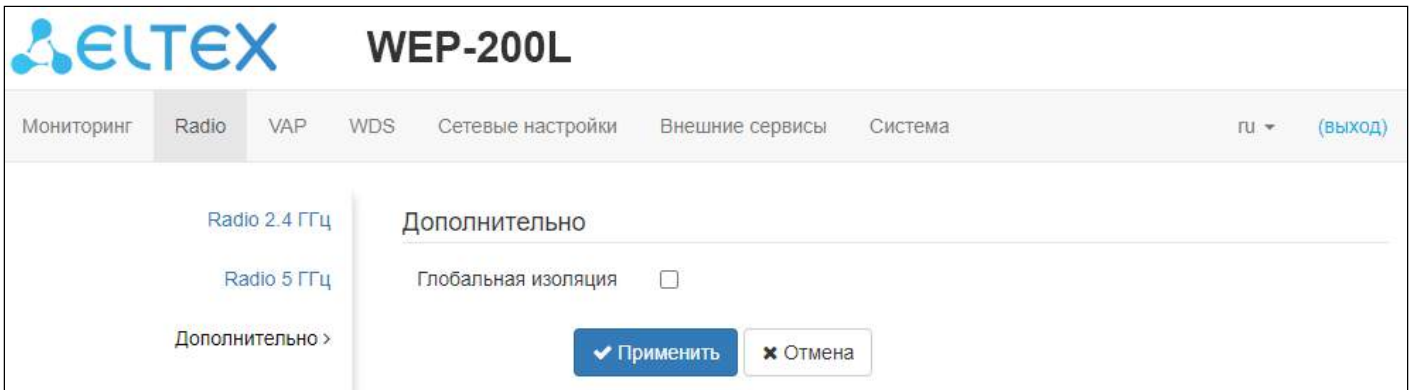 ELTEX WEP-200L
Мониторинг Radio VAP WDS Сетевые настройки Внешние сервисы Система ru (выход)
Radio 2.4 ГГц
Дополнительно
Radio 5 ГГц
Глобальная изоляция
Дополнительно >
Применить Отмена